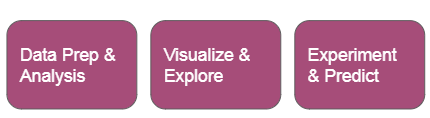 Data Prep &
Analysis
Visualize &
Explore
Experiment
& Predict